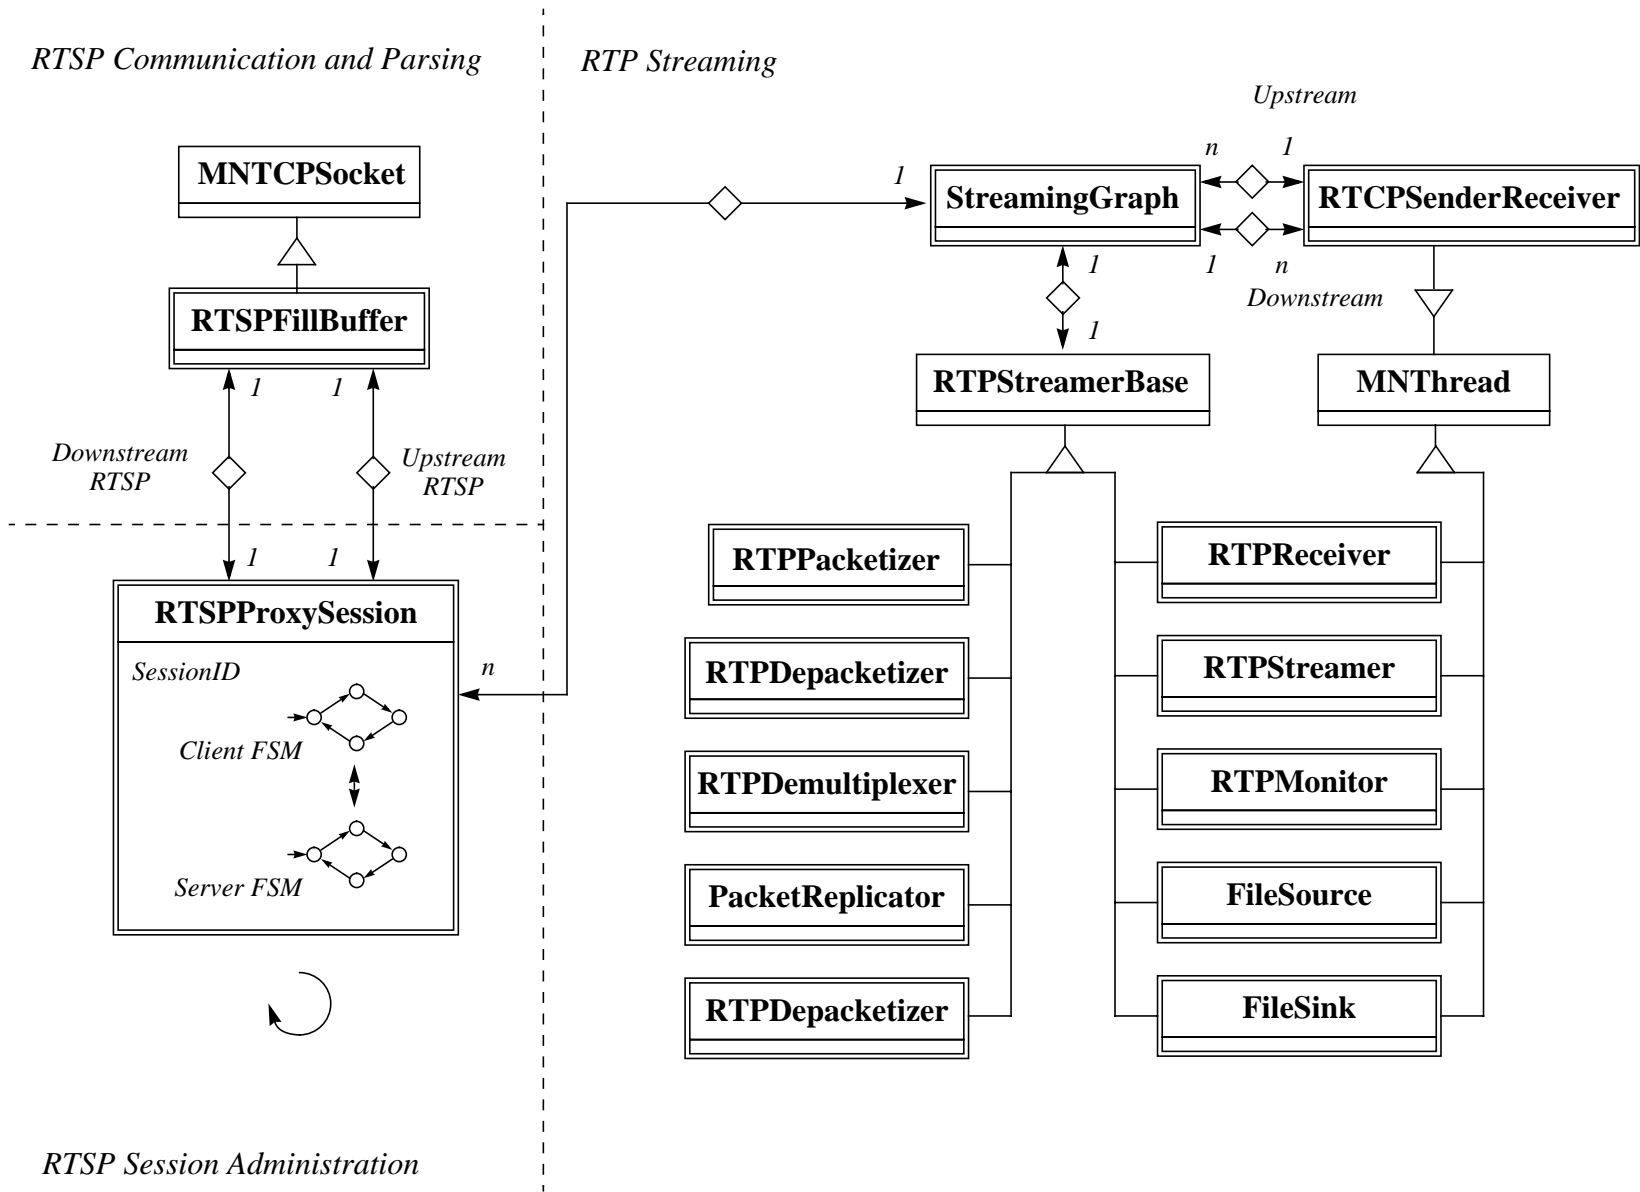 RTSP Communication and Parsing
MNTCPSocket
RTSPFillBuffer
1
1
Downstream
RTSP
Upstream
RTSP
1
1
RTSPProxySession
SessionID
Client FSM
Server FSM
n
RTSP Session Administration
RTP Streaming
Upstream
1
n
1
StreamingGraph
RTCPSenderReceiver
1
1
n
Downstream
1
RTPStreamerBase
MNThread
RTPPacketizer
RTPReceiver
RTPDepacketizer
RTPStreamer
RTPDemultiplexer
RTPMonitor
PacketReplicator
FileSource
RTPDepacketizer
FileSink